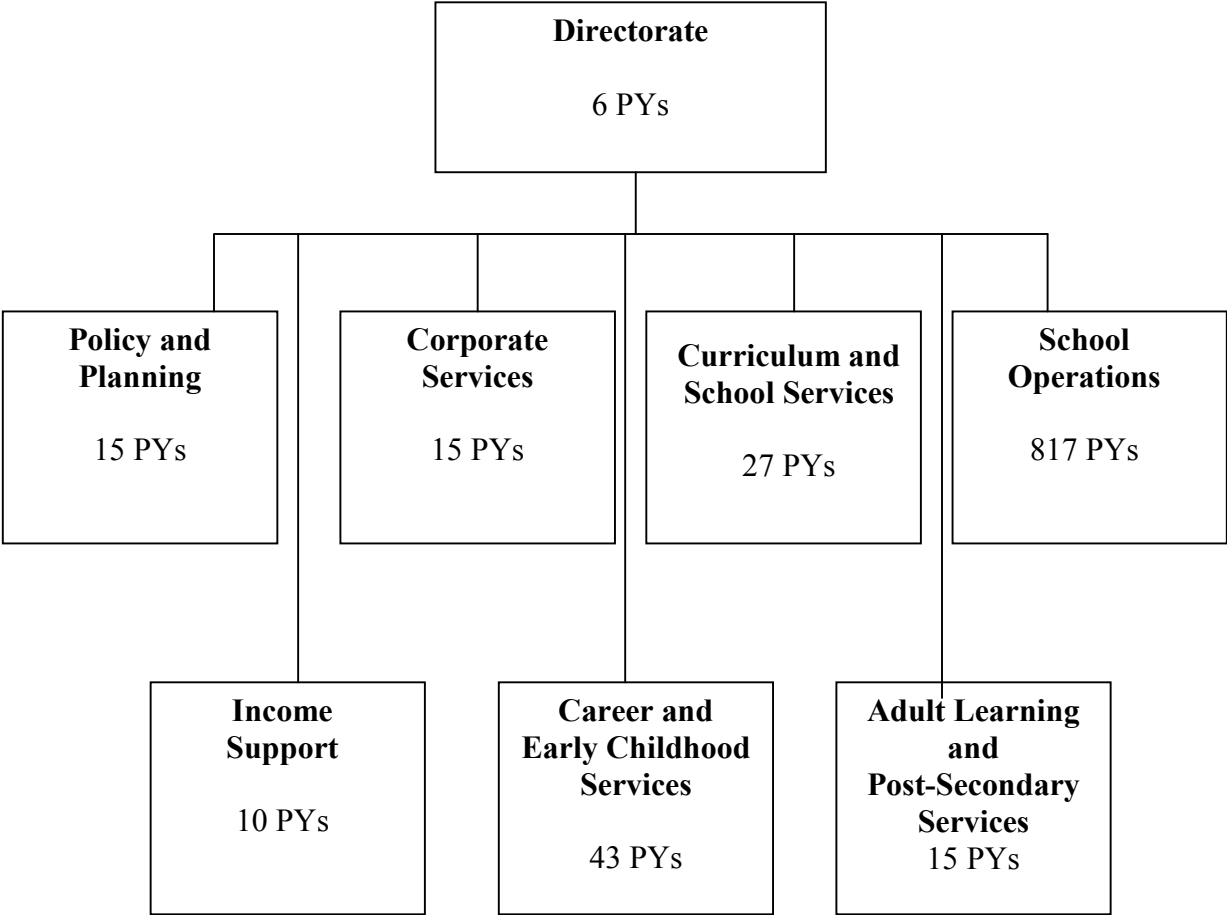 Directorate
6 PYs
Policy and
Planning
15 PYs
Corporate
Services
15 PYs
Curriculum and
School Services
27 PYs
School
Operations
817 PYs
Income
Support
10 PYs
Career and
Early Childhood
Services
43 PYs
Adult Learning
and
Post-Secondary
Services
15 PYs